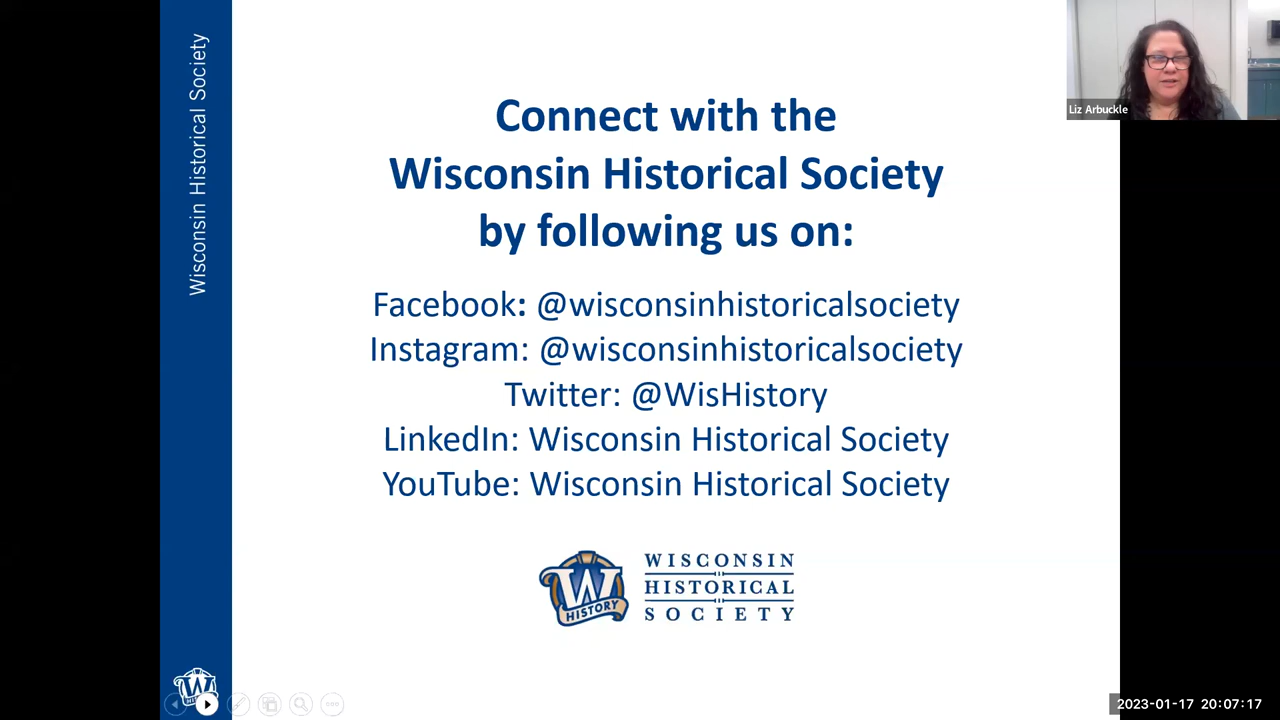 Wisconsin Historical Society
Connect with the
Wisconsin Historical Society
by following us on:
Facebook: @wisconsinhistoricalsociety
Instagram: @wisconsinhistoricalsociety
Twitter: @WisHistory
LinkedIn: Wisconsin Historical Society
YouTube: Wisconsin Historical Society
W
HISTORY
WISCONSIN
HISTORICAL
SOCIETY
W
Liz Arbuckle
2023-01-17 20:07:17